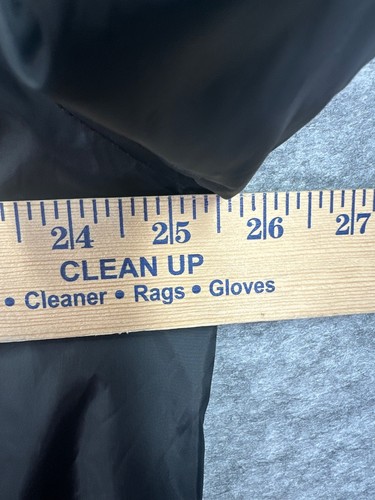 24 25 26 27
CLEAN UP
• Cleaner • Rags • Gloves